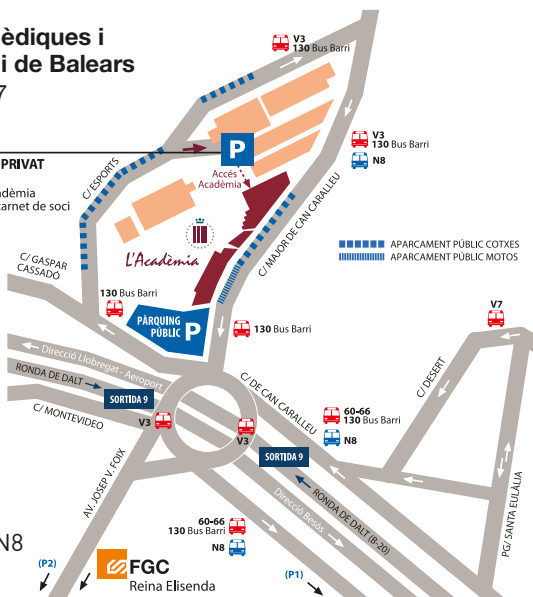 èdiques i
i de Balears
7
V3
130 Bus Barri
V3
130 Bus Barri
N8
PRIVAT
P
Accés
Acadèmia
C/ ESPORTS
adèmia
carnet de soci
C/ MAJOR DE CAN CARALLEU
L'Acadèmia
APARCAMENT PÚBLIC COTXES
APARCAMENT PÚBLIC MOTOS
C/ GASPAR
CASSADÓ
130 Bus Barri
PÀRQUING
PÚBLIC P
130 Bus Barri
V7
Direcció Llobregat - Aeroport
RONDA DE DALT
SORTIDA 9
C/ MONTEVIDEO
C/ DE CAN CARALLEU
C/ DESERT
60-66
130 Bus Barri
N8
V3
V3
SORTIDA 9
AV. JOSEP V. FOIX
RONDA DE DALT (B-20)
Direcció Besòs
PG/ SANTA EULÀLIA
60-66
130 Bus Barri
N8
N8
(P2)
FGC
Reina Elisenda
(P1)